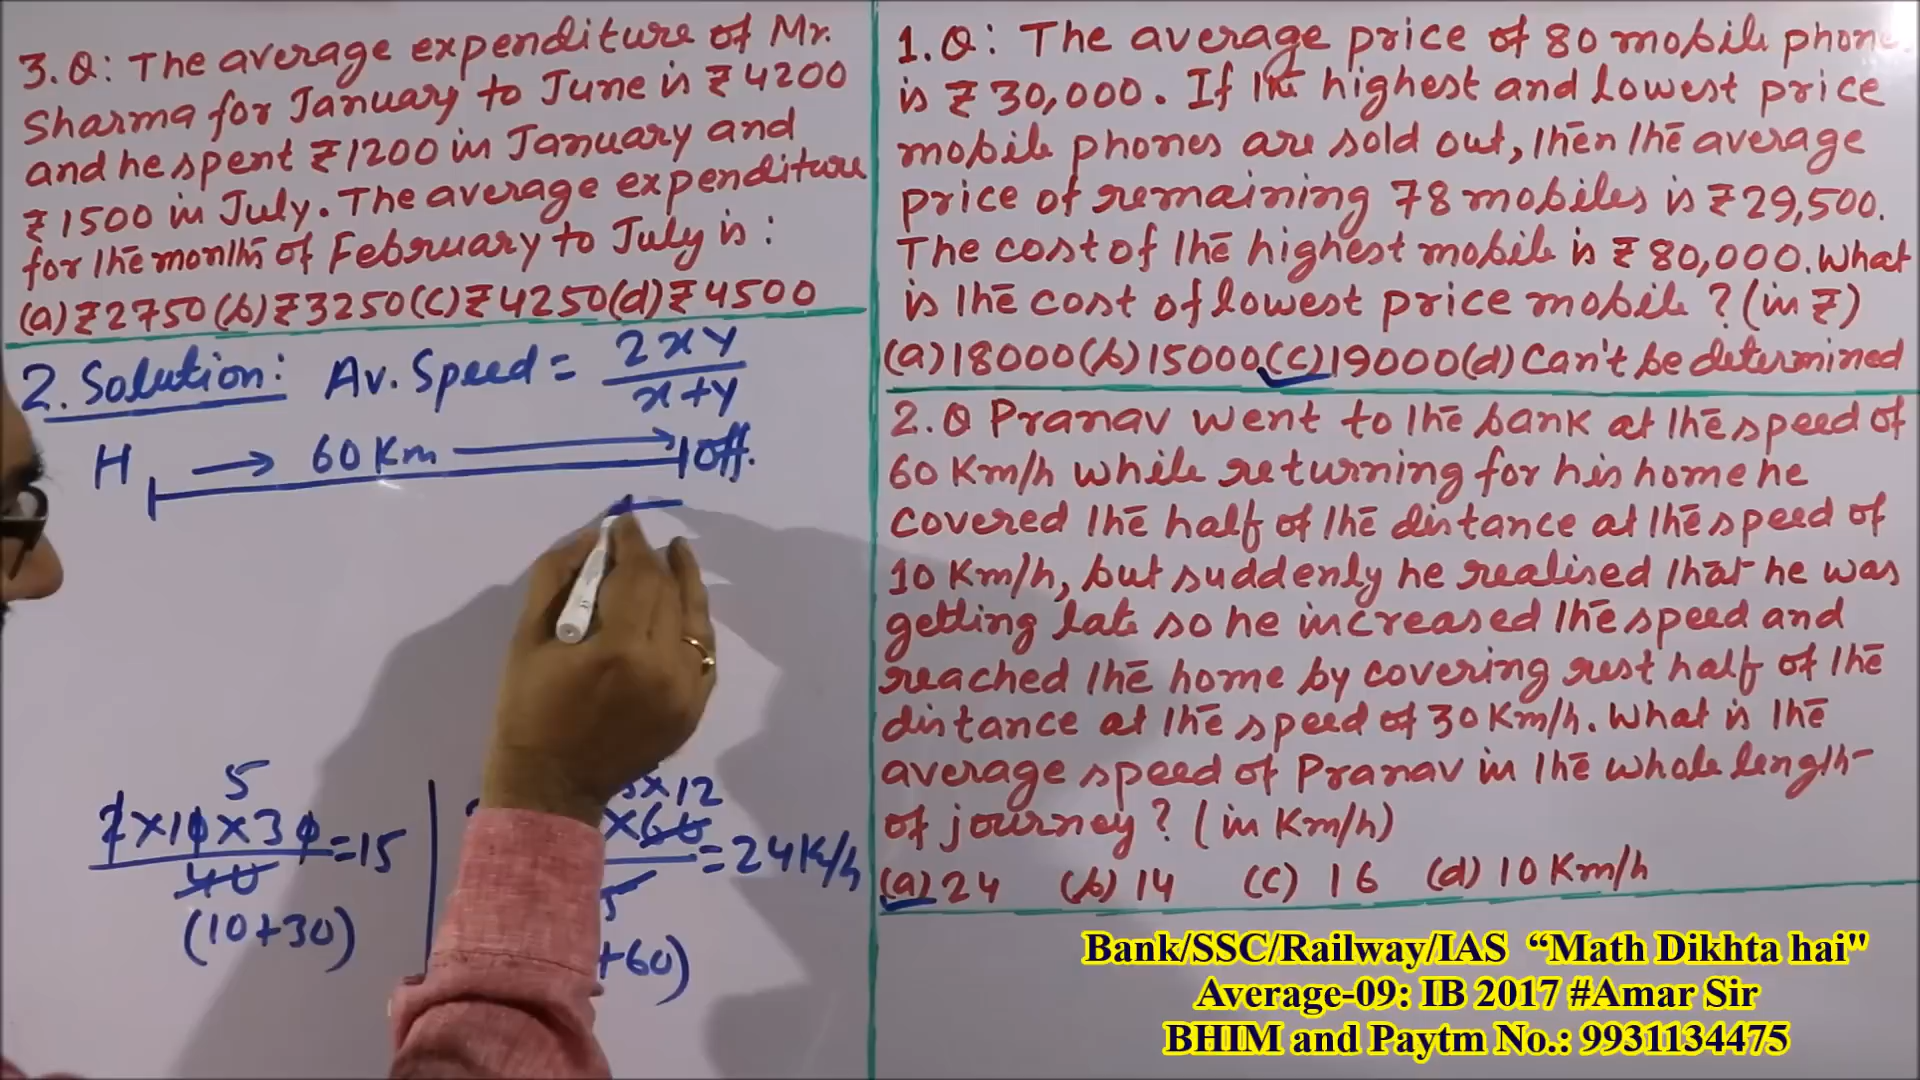 3.Q: The average expenditure of Mr.
Sharma for January to June is ₹4200
and he spent ₹1200 in January and
₹1500 in July. The average expenditure
for the months of February to July is:
(a)₹2750(b)₹3250(c)₹4250(d)₹4500
2. Solution: Av. Speed = 2xy
x+y
H → 60 Km → off.
5
2×10×30=15
40
(10+30)
×12
×60=24K/h
5
+60)
1.Q: The average price of 80 mobile phone
is ₹30,000. If the highest and lowest price
mobile phones are sold out, then the average
price of remaining 78 mobiles is ₹29,500.
The cost of the highest mobile is ₹80,000. What
is the cost of lowest price mobile? (in ₹)
(a)18000(b)15000(c)19000(d)Can't be determined
2.Q Pranav went to the bank at the speed of
60 Km/h while returning for his home he
covered the half of the distance at the speed of
10 Km/h, but suddenly he realised that he was
getting late so he increased the speed and
reached the home by covering rest half of the
distance at the speed of 30 Km/h. What is the
average speed of Pranav in the whole length
of journey? (in Km/h)
(a)24 (b)14 (c) 16 (d)10 Km/h
Bank/SSC/Railway/IAS “Math Dikhta hai"
Average-09: IB 2017 #Amar Sir
BHIM and Paytm No.: 9931134475